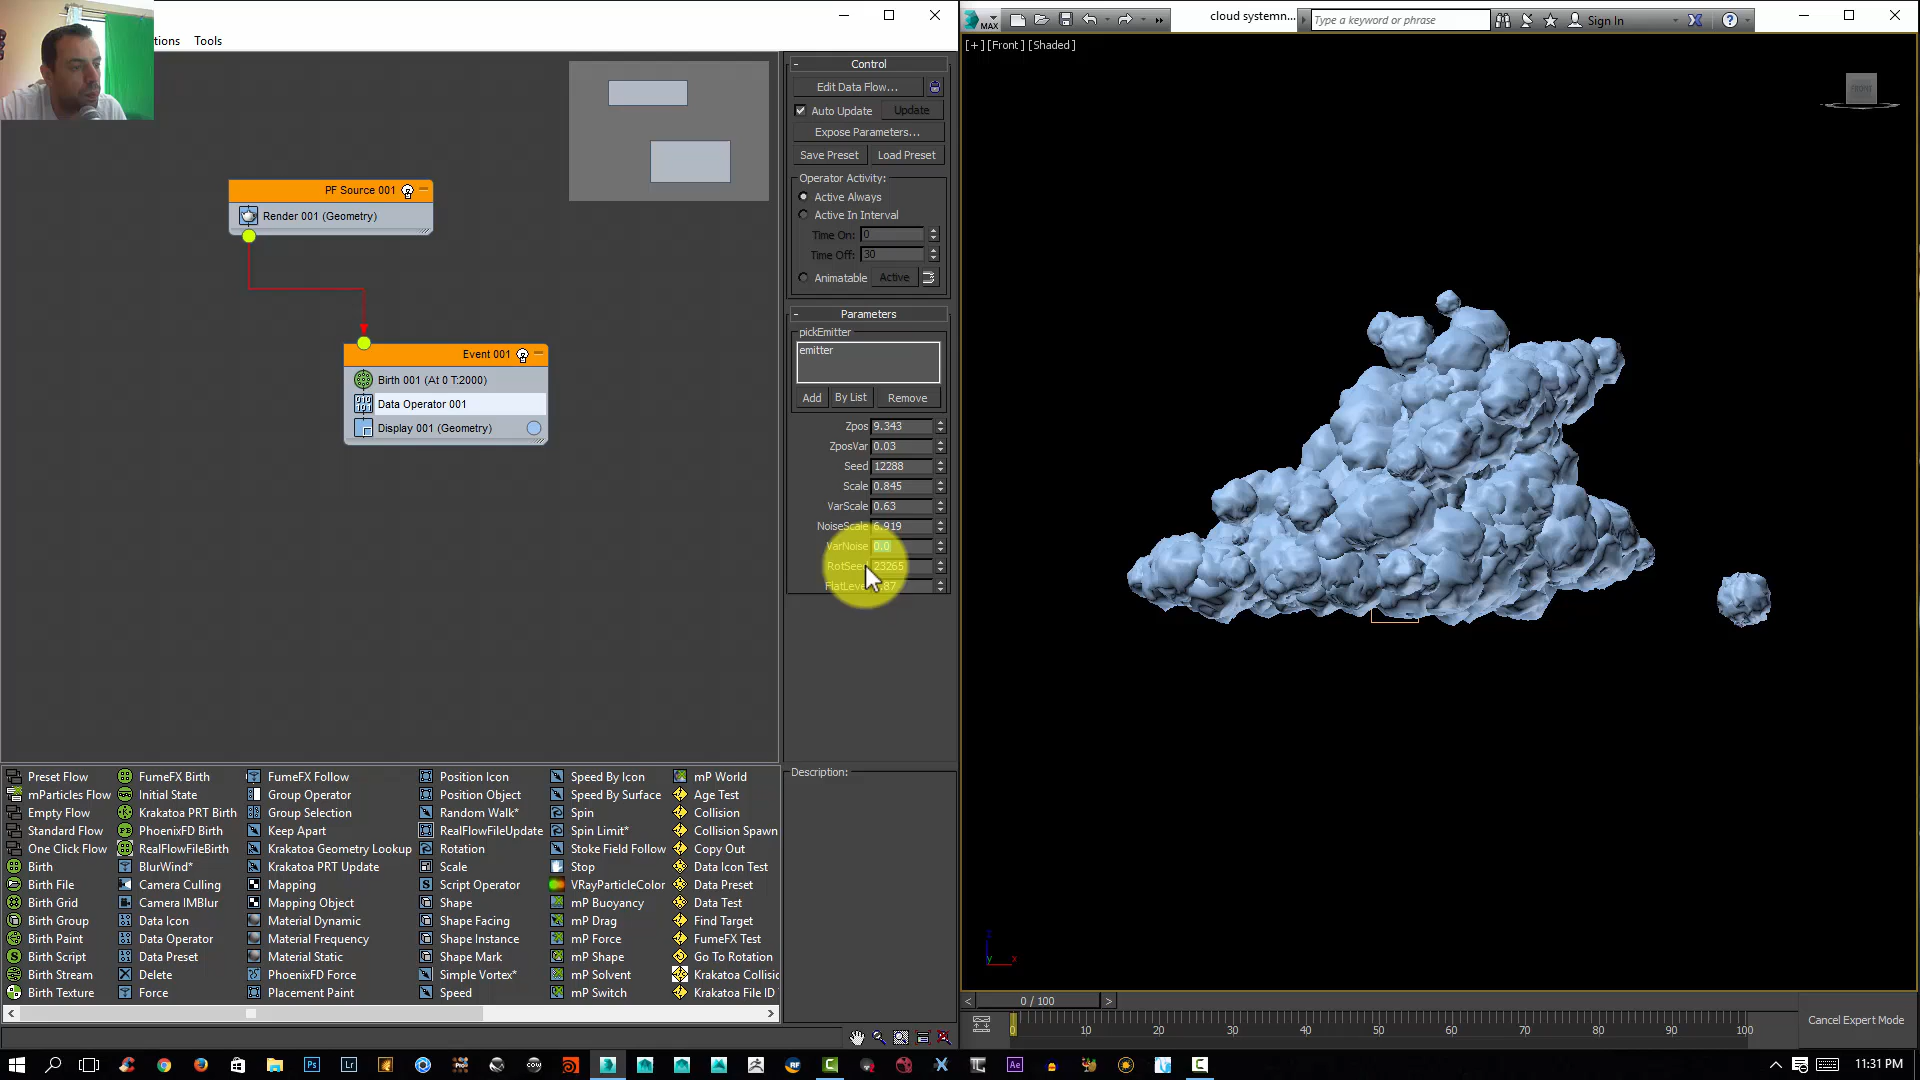 tions Tools
MAX
cloud systemn...
Type a keyword or phrase
Sign In
[+] [Front ] [Shaded ]
FRONT
PF Source 001
Render 001 (Geometry)
Event 001
Birth 001 (At 0 T:2000)
Data Operator 001
Display 001 (Geometry)
Control
Edit Data Flow...
Auto Update Update
Expose Parameters...
Save Preset Load Preset
Operator Activity:
Active Always
Active In Interval
Time On: 0
Time Off: 30
Animatable Active
Parameters
pickEmitter
emitter
Add By List Remove
Zpos 9.343
ZposVar 0.03
Seed 12288
Scale 0.845
VarScale 0.63
NoiseScale 6.919
VarNoise 0.0
RotSeed 23265
Description:
Preset Flow
mParticles Flow
Empty Flow
Standard Flow
One Click Flow
Birth
Birth File
Birth Grid
Birth Group
Birth Paint
Birth Script
Birth Stream
Birth Texture
FumeFX Birth
Initial State
Krakatoa PRT Birth
PhoenixFD Birth
RealFlowFileBirth
BlurWind*
Camera Culling
Camera IMBlur
Data Icon
Data Operator
Data Preset
Delete
Force
FumeFX Follow
Group Operator
Group Selection
Keep Apart
Krakatoa Geometry Lookup
Krakatoa PRT Update
Mapping
Mapping Object
Material Dynamic
Material Frequency
Material Static
PhoenixFD Force
Placement Paint
Position Icon
Position Object
Random Walk*
RealFlowFileUpdate
Rotation
Scale
Script Operator
Shape
Shape Facing
Shape Instance
Shape Mark
Simple Vortex*
Speed
Speed By Icon
Speed By Surface
Spin
Spin Limit*
Stoke Field Follow
Stop
VRayParticleColor
mP Buoyancy
mP Drag
mP Force
mP Shape
mP Solvent
mP Switch
mP World
Age Test
Collision
Collision Spawn
Copy Out
Data Icon Test
Data Preset
Data Test
Find Target
FumeFX Test
Go To Rotation
Krakatoa Collisic
Krakatoa File ID
z
y x
< 0 / 100 >
0 10 20 30 40 50 60 70 80 90 100
Cancel Expert Mode
Ps Lr Ae
11:31 PM